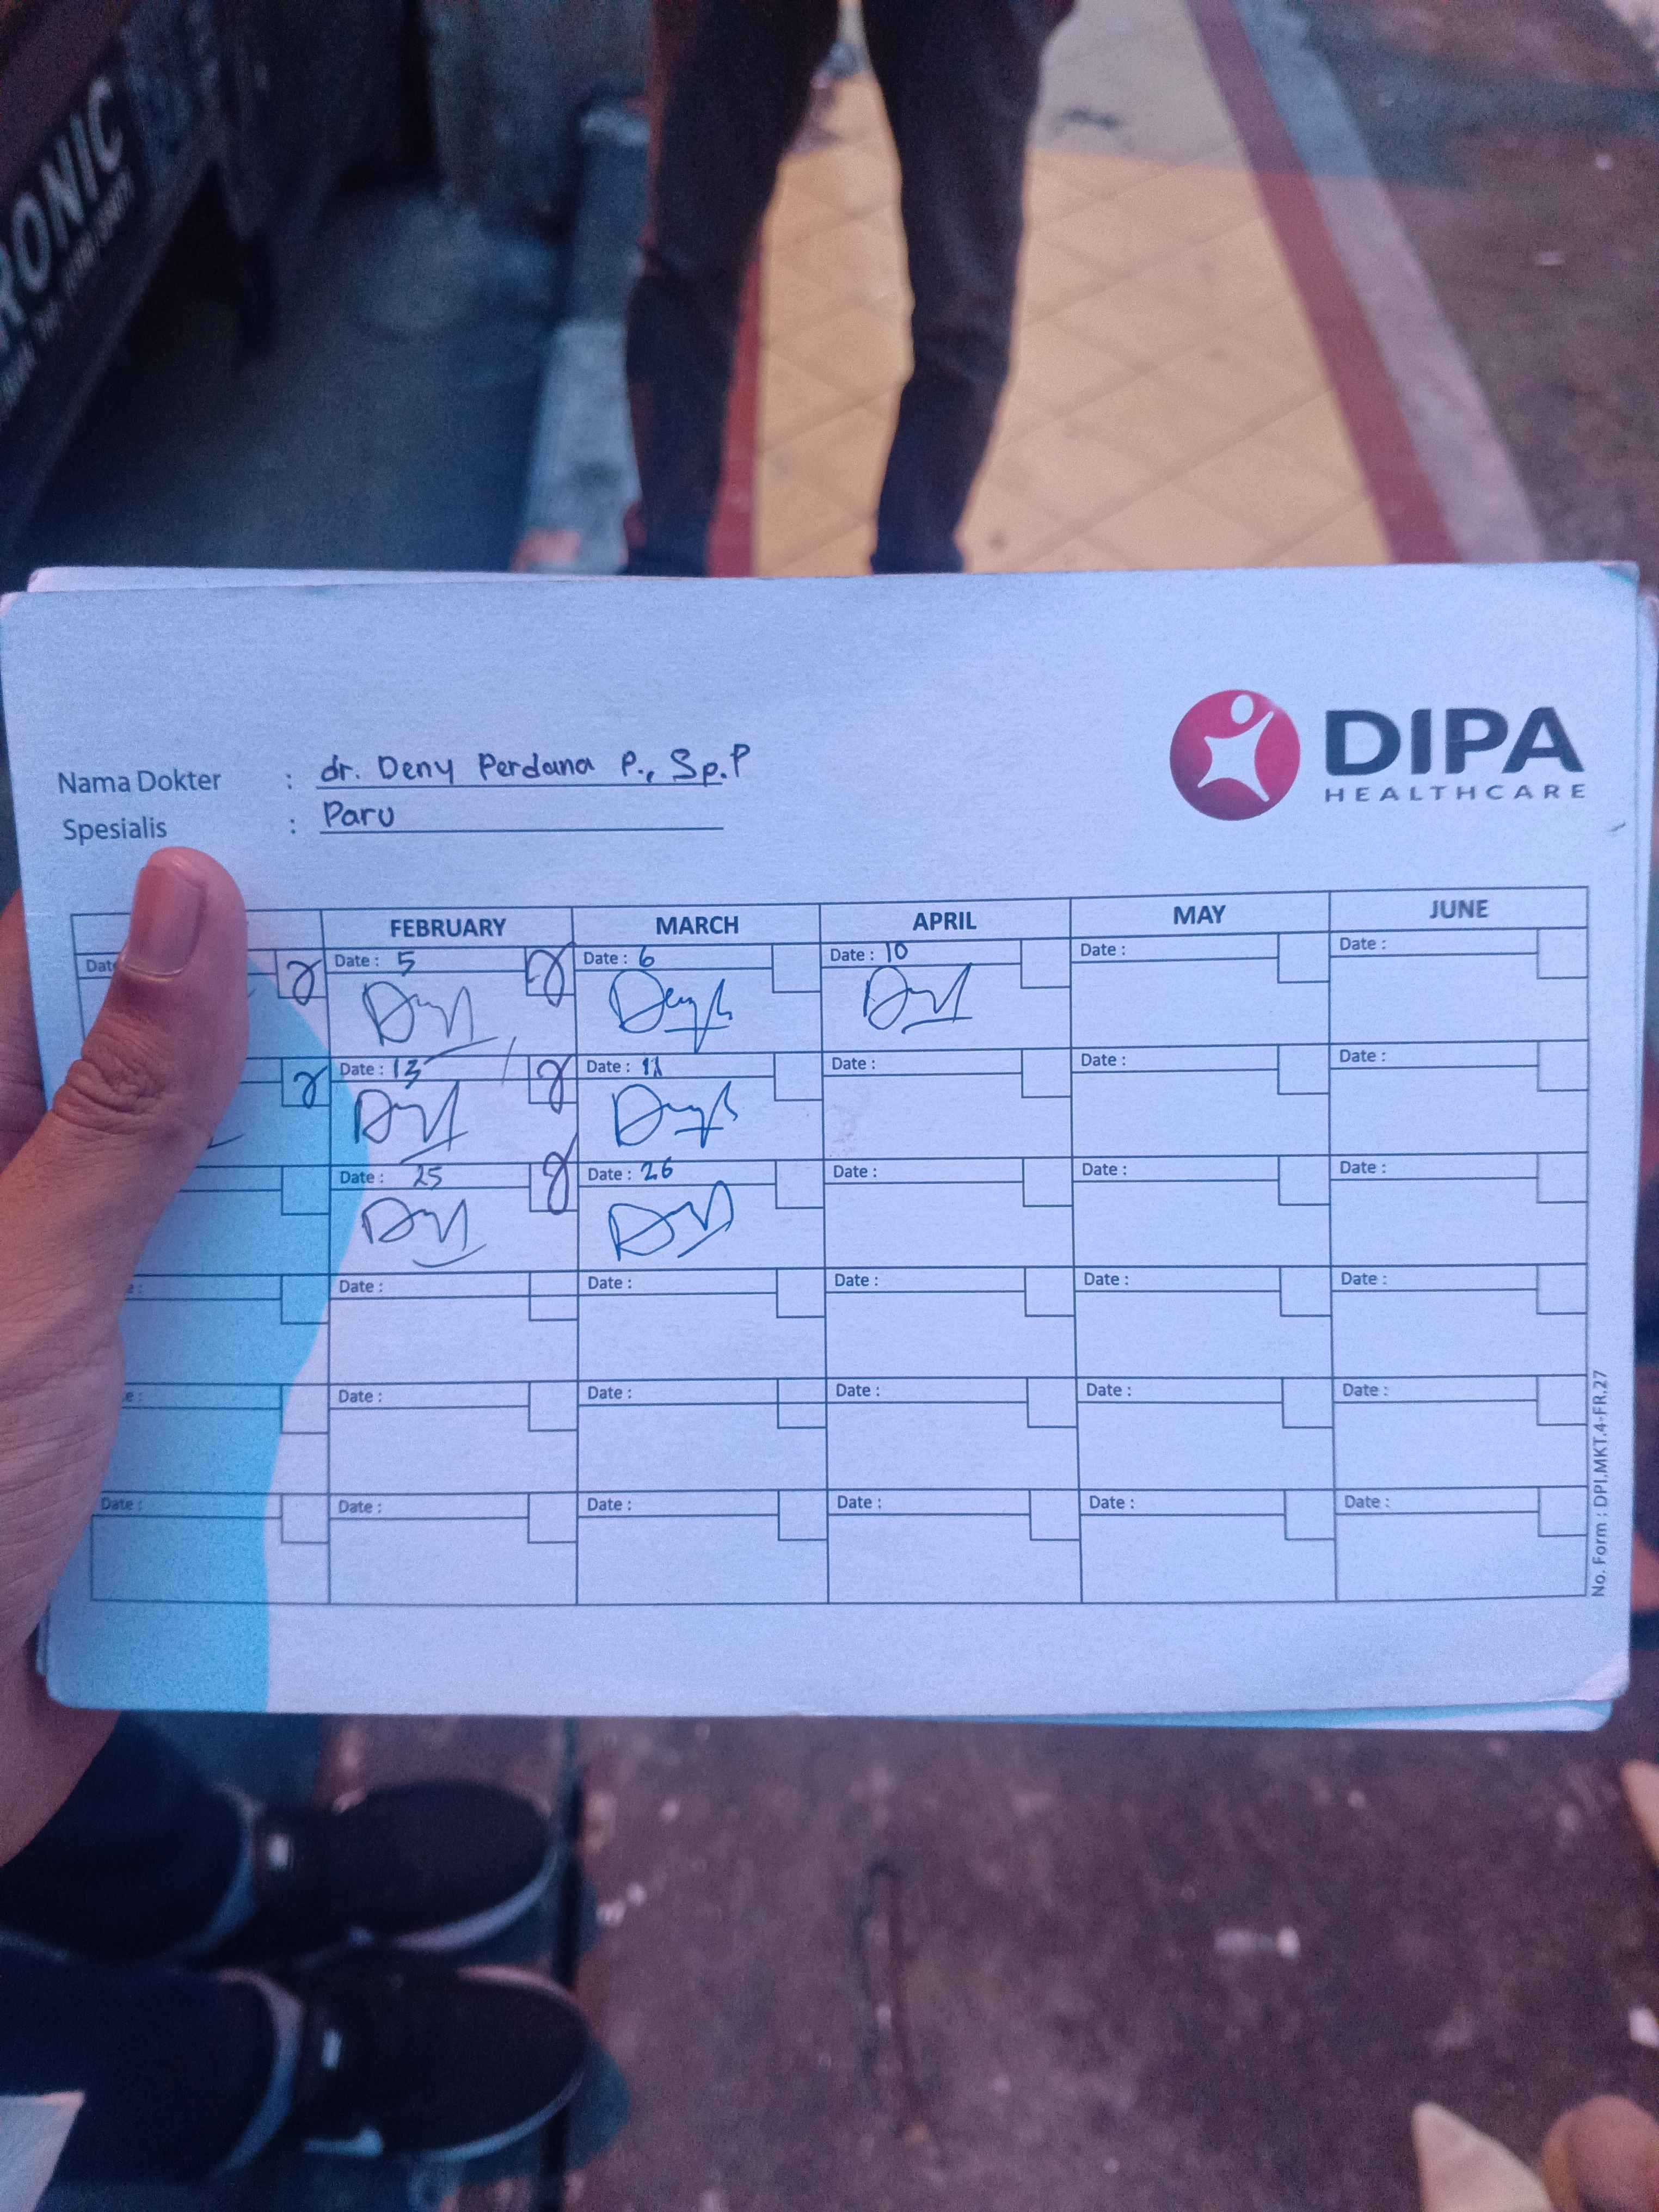 RONIC
DIPA
HEALTHCARE
Nama Dokter : dr. Deny Perdana P., Sp.P
Spesialis : Paru
FEBRUARY MARCH APRIL MAY JUNE
Date : 5 Date : 6 Date : 10 Date : Date :
Date : 13 Date : 11 Date : Date : Date :
Date : 25 Date : 26 Date : Date : Date :
Date : Date : Date : Date : Date :
Date : Date : Date : Date : Date :
Date : Date : Date : Date : Date : Date :
No. Form : DPI.MKT.4-FR.27